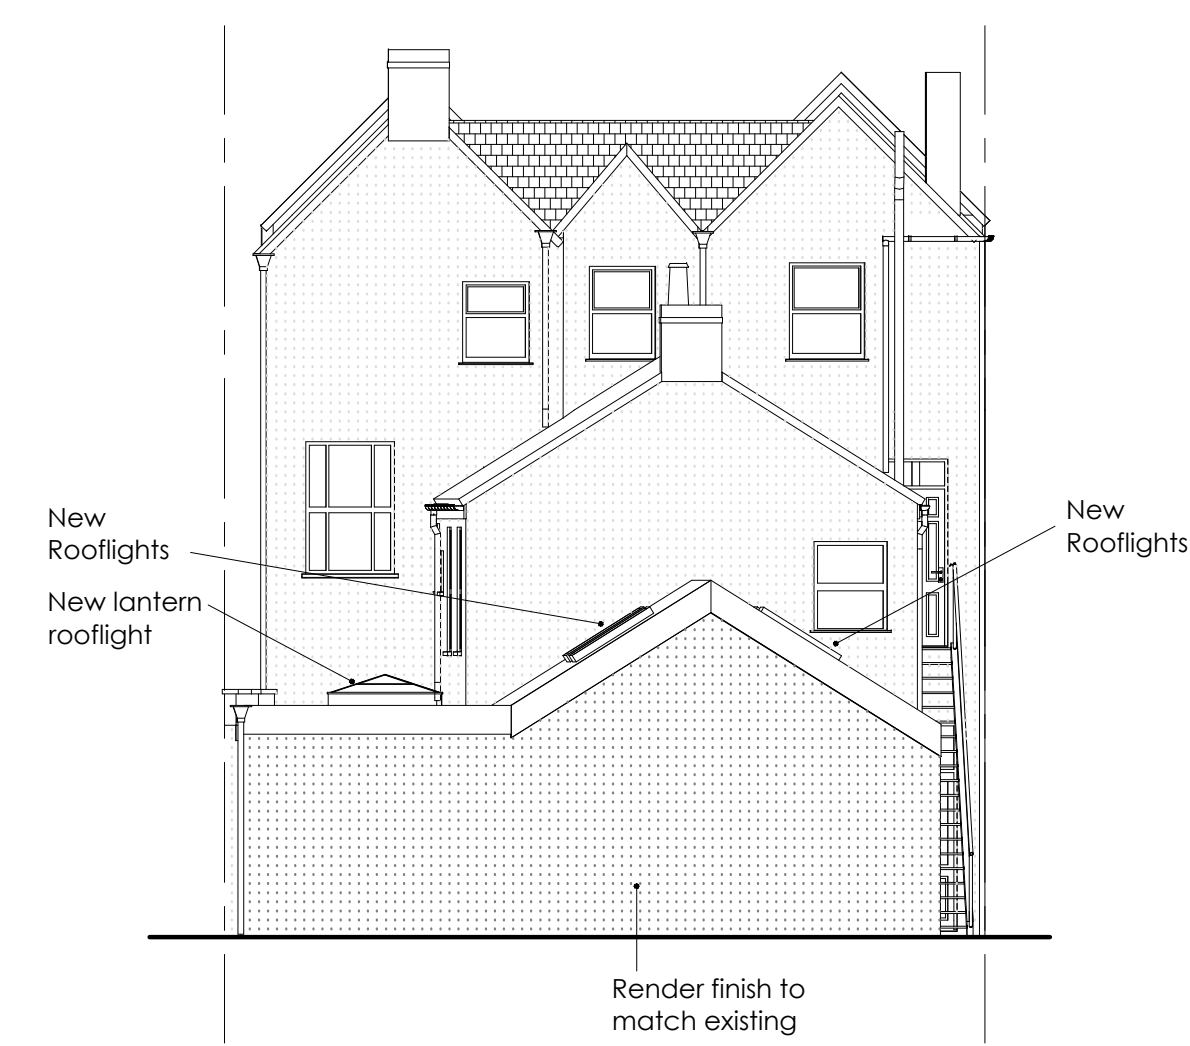 New
Rooflights
New lantern
rooflight
New
Rooflights
Render finish to
match existing